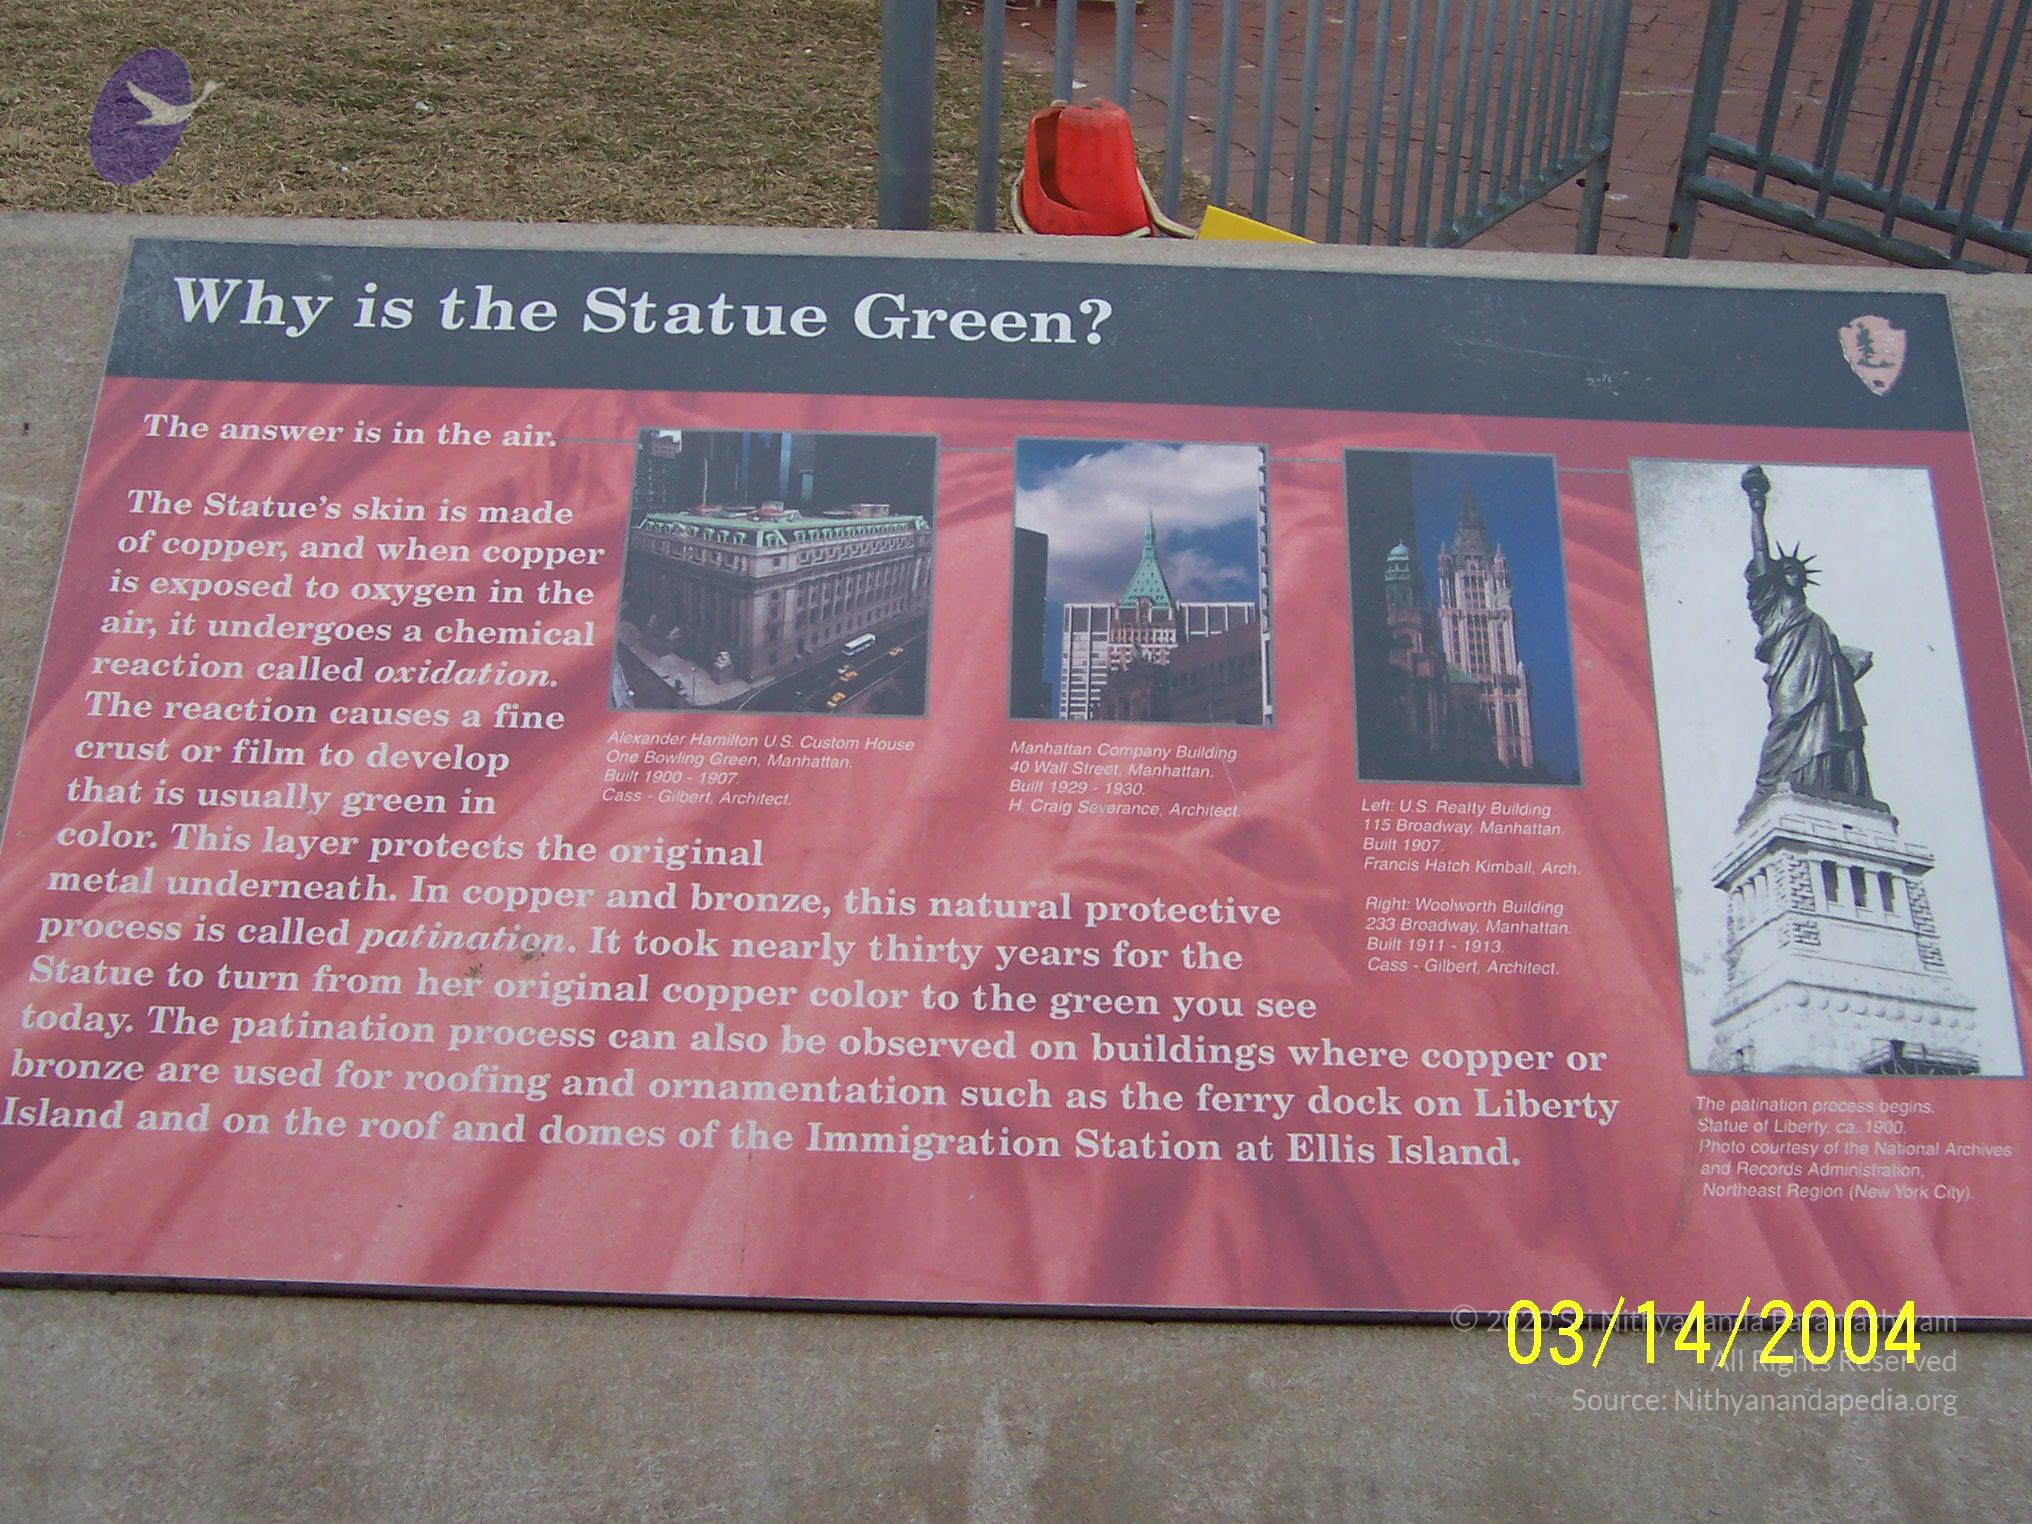 Why is the Statue Green?
The answer is in the air.
The Statue's skin is made
of copper, and when copper
is exposed to oxygen in the
air, it undergoes a chemical
reaction called oxidation.
The reaction causes a fine
crust or film to develop
that is usually green in
color. This layer protects the original
metal underneath. In copper and bronze, this natural protective
process is called patination. It took nearly thirty years for the
Statue to turn from her original copper color to the green you see
today. The patination process can also be observed on buildings where copper or
bronze are used for roofing and ornamentation such as the ferry dock on Liberty
Island and on the roof and domes of the Immigration Station at Ellis Island.
Alexander Hamilton U.S. Custom House
One Bowling Green, Manhattan.
Built 1900 - 1907.
Cass - Gilbert, Architect.
Manhattan Company Building
40 Wall Street, Manhattan.
Built 1929 - 1930.
H. Craig Severance, Architect.
Left: U.S. Realty Building
115 Broadway, Manhattan.
Built 1907.
Francis Hatch Kimball, Arch.
Right: Woolworth Building
233 Broadway, Manhattan.
Built 1911 - 1913.
Cass - Gilbert, Architect.
The patination process begins.
Statue of Liberty, ca. 1900.
Photo courtesy of the National Archives
and Records Administration,
Northeast Region (New York City).
03/14/2004
© 2020 Sri Nithyananda Paramashivam
All Rights Reserved
Source: Nithyanandapedia.org